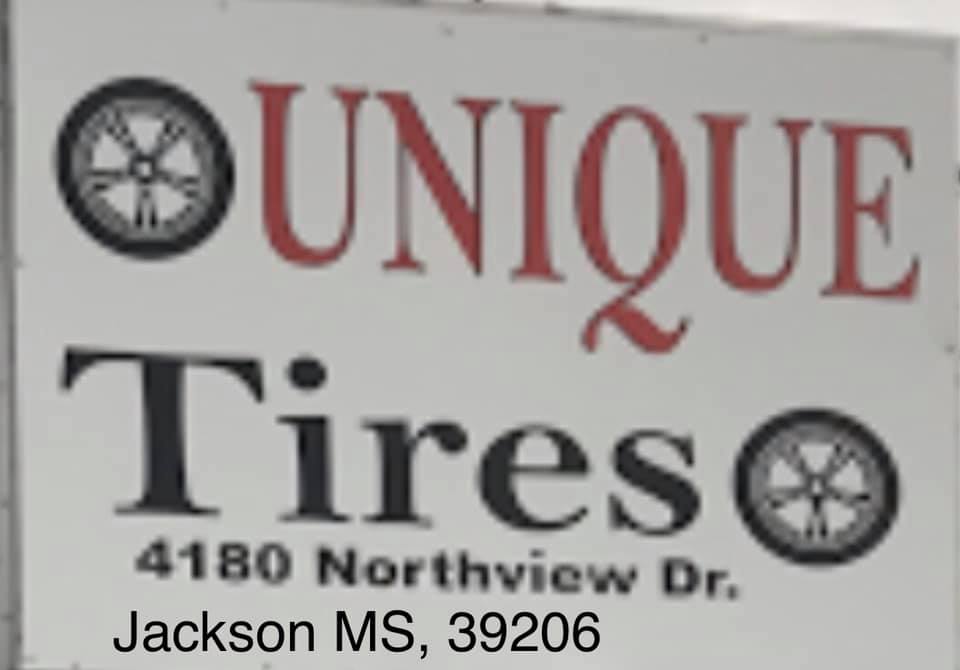 UNIQUE
Tires
4180 Northview Dr.
Jackson MS, 39206